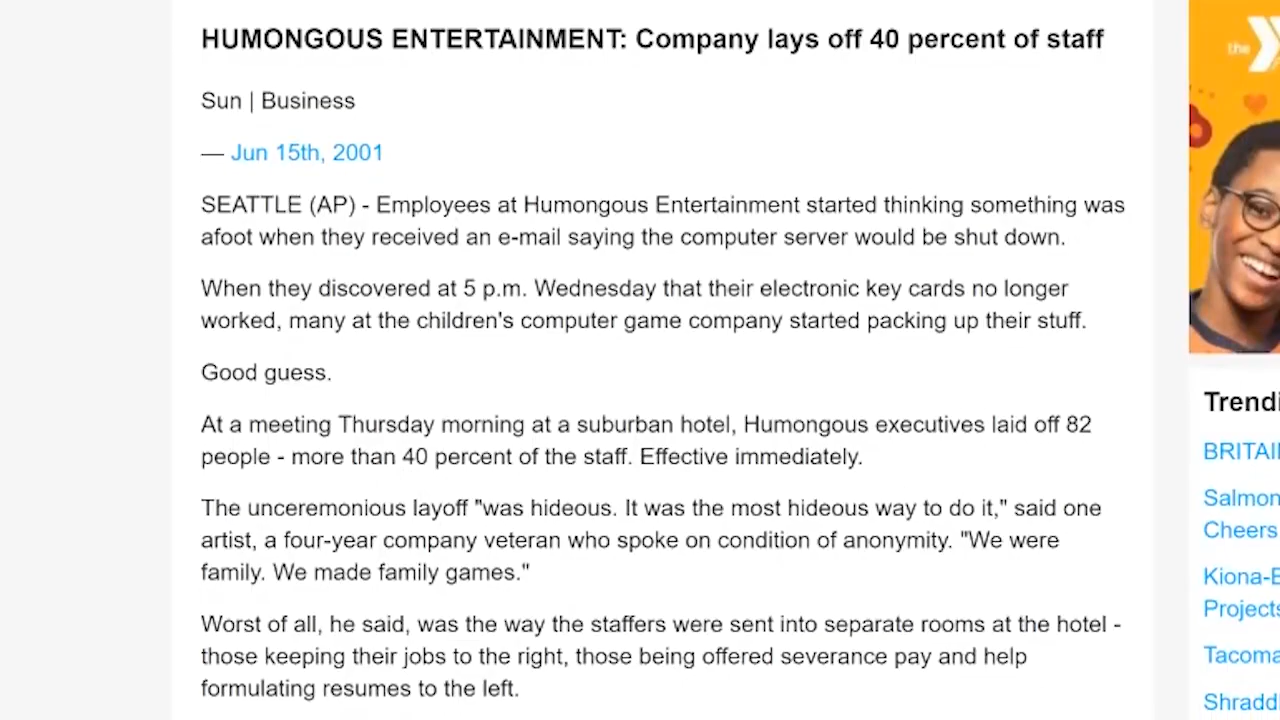 HUMONGOUS ENTERTAINMENT: Company lays off 40 percent of staff
Sun | Business
— Jun 15th, 2001
SEATTLE (AP) - Employees at Humongous Entertainment started thinking something was
afoot when they received an e-mail saying the computer server would be shut down.
When they discovered at 5 p.m. Wednesday that their electronic key cards no longer
worked, many at the children's computer game company started packing up their stuff.
Good guess.
At a meeting Thursday morning at a suburban hotel, Humongous executives laid off 82
people - more than 40 percent of the staff. Effective immediately.
The unceremonious layoff "was hideous. It was the most hideous way to do it," said one
artist, a four-year company veteran who spoke on condition of anonymity. "We were
family. We made family games."
Worst of all, he said, was the way the staffers were sent into separate rooms at the hotel -
those keeping their jobs to the right, those being offered severance pay and help
formulating resumes to the left.
the
Salmon
Cheers
Tacoma